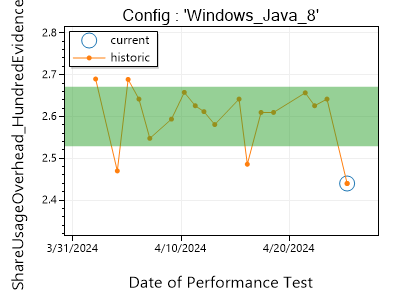 Config : 'Windows_Java_8'
ShareUsageOverhead_HundredEvidence
current
historic
2.8
2.7
2.6
2.5
2.4
3/31/2024
4/10/2024
4/20/2024
Date of Performance Test